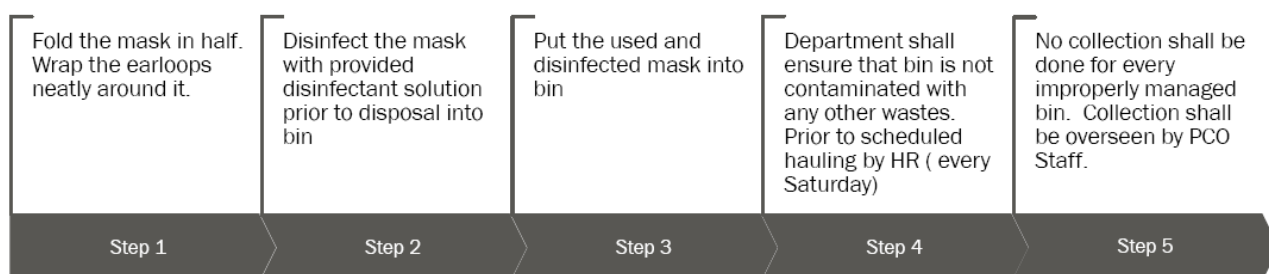 Fold the mask in half.
Wrap the earloops
neatly around it.
Disinfect the mask
with provided
disinfectant solution
prior to disposal into
bin
Put the used and
disinfected mask into
bin
Department shall
ensure that bin is not
contaminated with
any other wastes.
Prior to scheduled
hauling by HR ( every
Saturday)
No collection shall be
done for every
improperly managed
bin.  Collection shall
be overseen by PCO
Staff.
Step 1
Step 2
Step 3
Step 4
Step 5